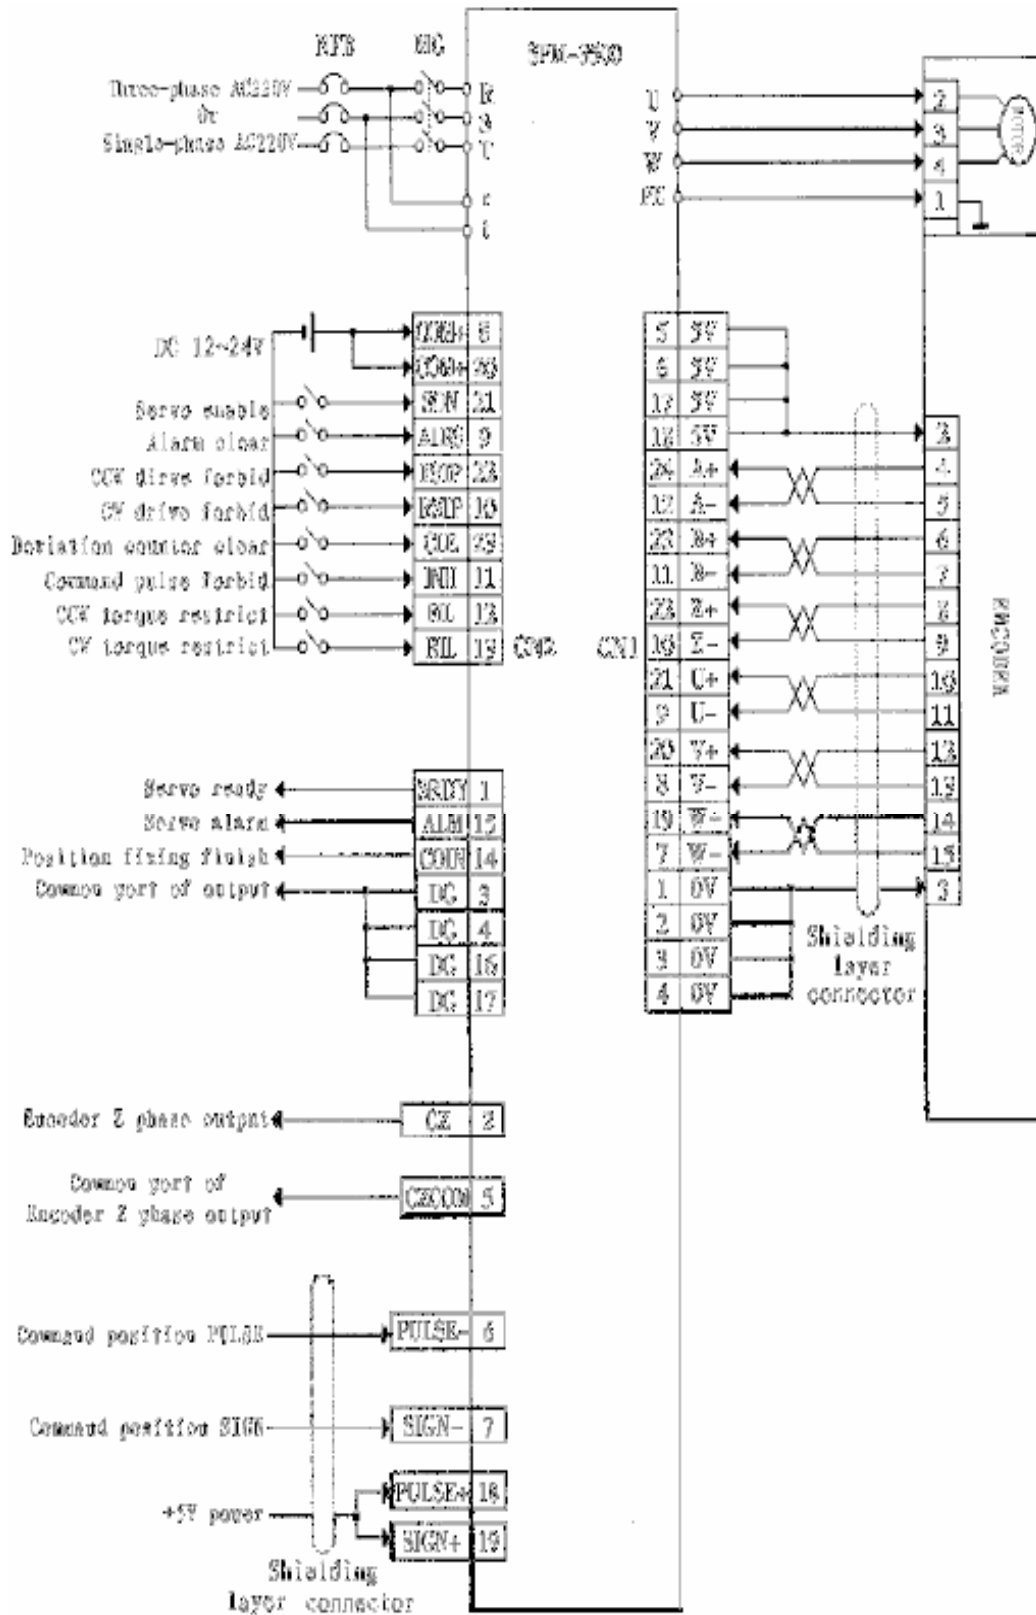 MFB MG
Three-phase AC220V
Or
Single-phase AC220V
R
S
T
r
t
U
V
W
PE
2
3
4
1
MOTOR
DC 12~24V
COM+ 8
COM+ 20
Servo enable SON 21
Alarm clear ALRS 9
CCW dirve forbid 22
CW drive forbid 10
Deviation counter clear CLE 23
Command pulse forbid INH 11
CCW torque restrict 12
CW torque restrict 13
CN2
CN1
5 5V
6 5V
17 5V
18 5V
24 A+ 4
12 A- 5
23 B+ 6
11 B- 7
22 Z+ 8
10 Z- 9
21 U+ 10
9 U- 11
20 V+ 12
8 V- 13
19 14
7 W- 15
1 0V 3
2 0V
3 0V
4 0V
ENCODER
Shielding
layer
connector
Servo ready SRDY 1
Servo alarm ALM 15
Position fixing finish COIN 14
Common port of output DG 3
DG 4
DG 16
DG 17
Encoder Z phase output CZ 2
Common port of
Encoder Z phase output
CZCOM 5
Command position PULSE PULSE- 6
Command position SIGN SIGN- 7
PULSE+ 18
+5V power
SIGN+ 19
Shielding
layer connector